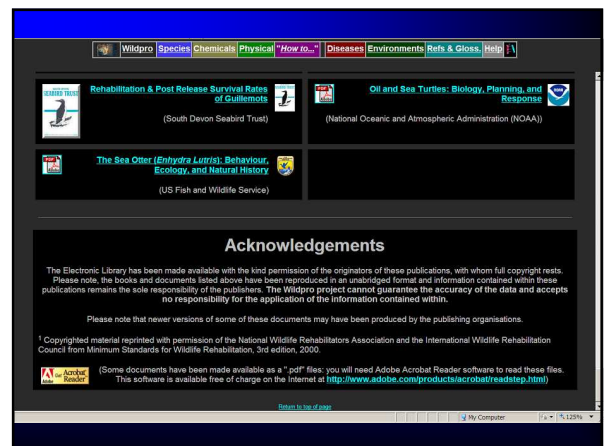 Wildpro Species Chemicals Physical "How to..." Diseases Environments Refs & Gloss. Help
SEABIRD TRUST
Rehabilitation & Post Release Survival Rates
of Guillemots
(South Devon Seabird Trust)
PDF
Adobe
Oil and Sea Turtles: Biology, Planning, and
Response
NOAA
(National Oceanic and Atmospheric Administration (NOAA))
PDF
Adobe
The Sea Otter (Enhydra Lutris): Behaviour,
Ecology, and Natural History
(US Fish and Wildlife Service)
Acknowledgements
The Electronic Library has been made available with the kind permission of the originators of these publications, with whom full copyright rests.
Please note, the books and documents listed above have been reproduced in an unabridged format and information contained within these
publications remains the sole responsibility of the publishers. The Wildpro project cannot guarantee the accuracy of the data and accepts
no responsibility for the application of the information contained within.
Please note that newer versions of some of these documents may have been produced by the publishing organisations.
1 Copyrighted material reprinted with permission of the National Wildlife Rehabilitators Association and the International Wildlife Rehabilitation
Council from Minimum Standards for Wildlife Rehabilitation, 3rd edition, 2000.
Adobe Get Acrobat Reader
(Some documents have been made available as a ".pdf" files: you will need Adobe Acrobat Reader software to read these files.
This software is available free of charge on the Internet at http://www.adobe.com/products/acrobat/readstep.html)
Return to top of page
My Computer 125%